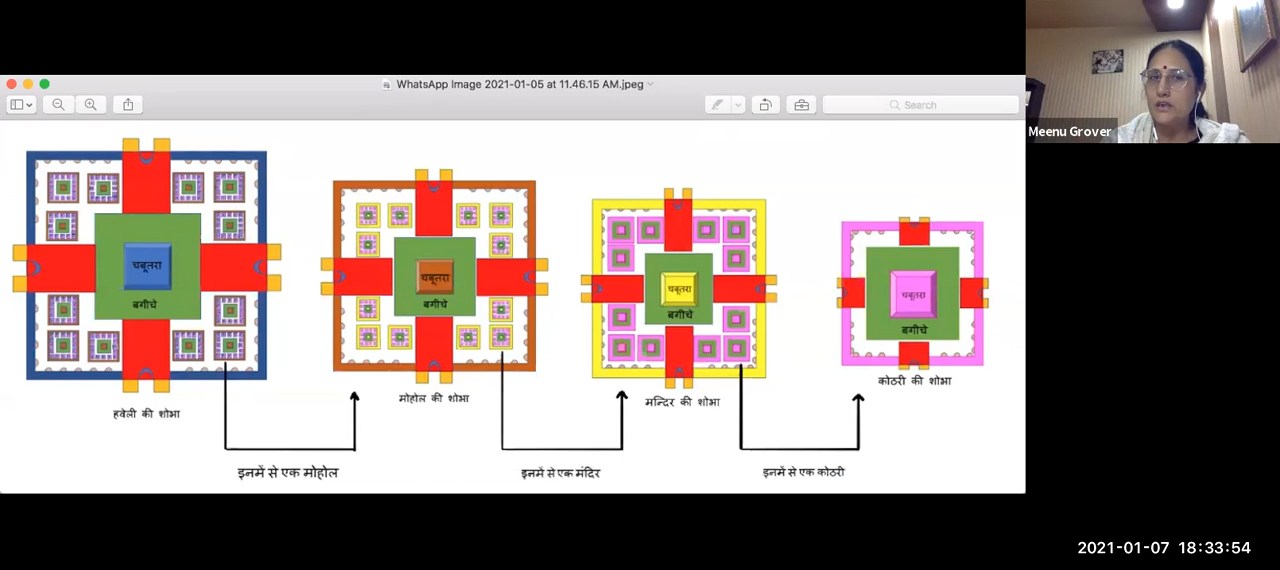 WhatsApp Image 2021-01-05 at 11.46.15 AM.jpeg
Search
Meenu Grover
चबूतरा
बगीचे
हवेली की शोभा
चबूतरा
बगीचे
मोहोल की शोभा
चबूतरा
बगीचे
मन्दिर की शोभा
चबूतरा
बगीचे
कोठरी की शोभा
इनमें से एक मोहोल
इनमें से एक मंदिर
इनमें से एक कोठरी
2021-01-07 18:33:54